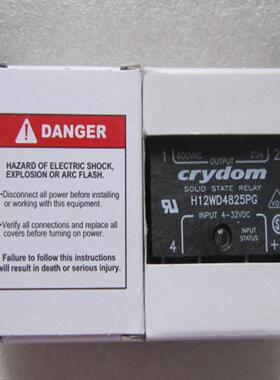 DANGER
HAZARD OF ELECTRIC SHOCK,
EXPLOSION OR ARC FLASH.
•Disconnect all power before installing
or working with this equipment.
•Verify all connections and replace all
covers before turning on power.
Failure to follow this instructions
will result in death or serious injury.
1 600VAC OUTPUT 25A 2
crydom
SOLID STATE RELAY
H12WD4825PG
INPUT 4-32VDC
4 INPUT
STATUS